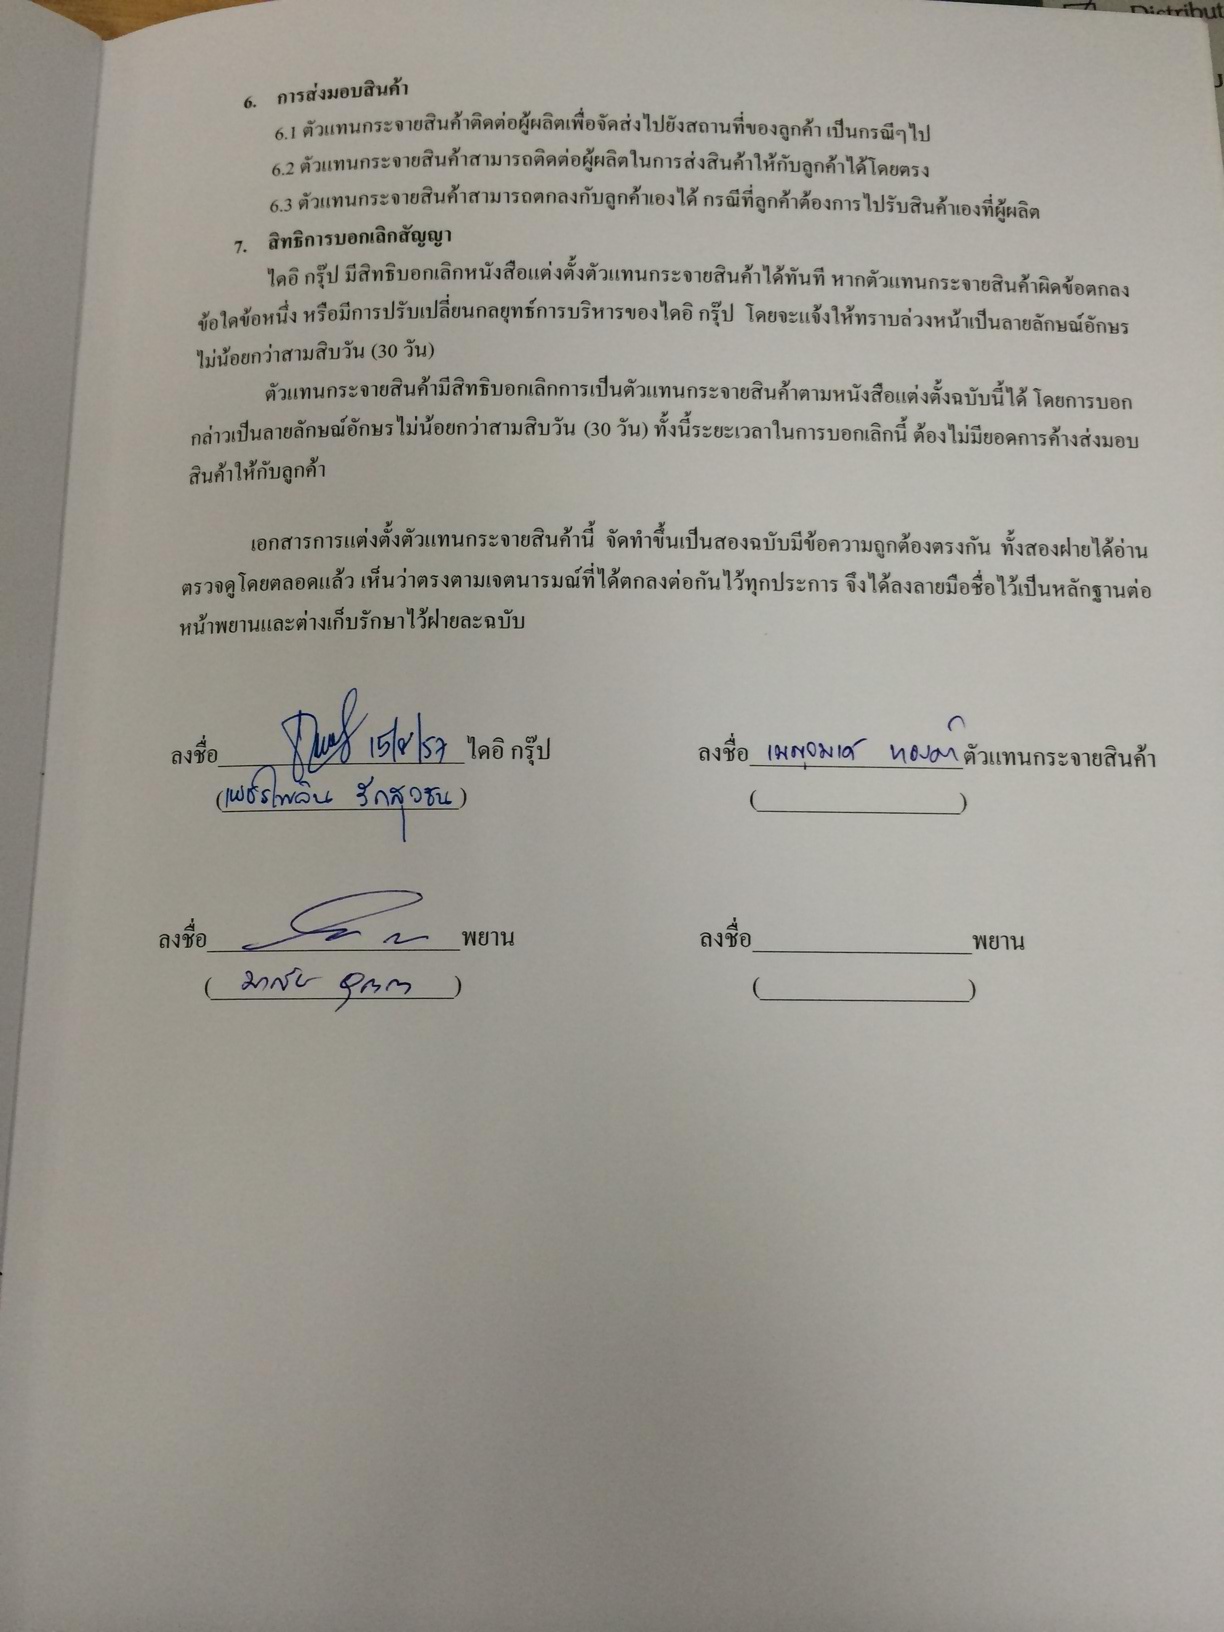 Distribut
6. การส่งมอบสินค้า
6.1 ตัวแทนกระจายสินค้าติดต่อผู้ผลิตเพื่อจัดส่งไปยังสถานที่ของลูกค้า เป็นกรณีๆไป
6.2 ตัวแทนกระจายสินค้าสามารถติดต่อผู้ผลิตในการส่งสินค้าให้กับลูกค้าได้โดยตรง
6.3 ตัวแทนกระจายสินค้าสามารถตกลงกับลูกค้าเองได้ กรณีที่ลูกค้าต้องการไปรับสินค้าเองที่ผู้ผลิต
7. สิทธิการบอกเลิกสัญญา
ไดอิ กรุ๊ป มีสิทธิบอกเลิกหนังสือแต่งตั้งตัวแทนกระจายสินค้าได้ทันที หากตัวแทนกระจายสินค้าผิดข้อตกลง
ข้อใดข้อหนึ่ง หรือมีการปรับเปลี่ยนกลยุทธ์การบริหารของไดอิ กรุ๊ป โดยจะแจ้งให้ทราบล่วงหน้าเป็นลายลักษณ์อักษร
ไม่น้อยกว่าสามสิบวัน (30 วัน)
ตัวแทนกระจายสินค้ามีสิทธิบอกเลิกการเป็นตัวแทนกระจายสินค้าตามหนังสือแต่งตั้งฉบับนี้ได้ โดยการบอก
กล่าวเป็นลายลักษณ์อักษรไม่น้อยกว่าสามสิบวัน (30 วัน) ทั้งนี้ระยะเวลาในการบอกเลิกนี้ ต้องไม่มียอดการค้างส่งมอบ
สินค้าให้กับลูกค้า
เอกสารการแต่งตั้งตัวแทนกระจายสินค้านี้ จัดทำขึ้นเป็นสองฉบับมีข้อความถูกต้องตรงกัน ทั้งสองฝ่ายได้อ่าน
ตรวจดูโดยตลอดแล้ว เห็นว่าตรงตามเจตนารมณ์ที่ได้ตกลงต่อกันไว้ทุกประการ จึงได้ลงลายมือชื่อไว้เป็นหลักฐานต่อ
หน้าพยานและต่างเก็บรักษาไว้ฝ่ายละฉบับ
ลงชื่อ ไดอิ กรุ๊ป ลงชื่อ ตัวแทนกระจายสินค้า
(เพชรไพลิน รักสุวชน) ( )
ลงชื่อ พยาน ลงชื่อ พยาน
( ) ( )